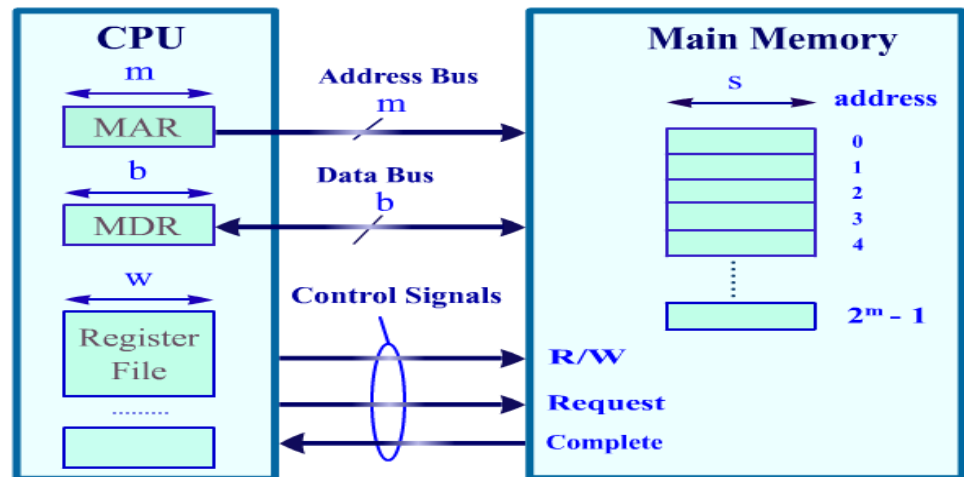 CPU
m
MAR
b
MDR
w
Register
File
Address Bus
m
Data Bus
b
Control Signals
Main Memory
s
address
0
1
2
3
4
2ᵐ - 1
R/W
Request
Complete